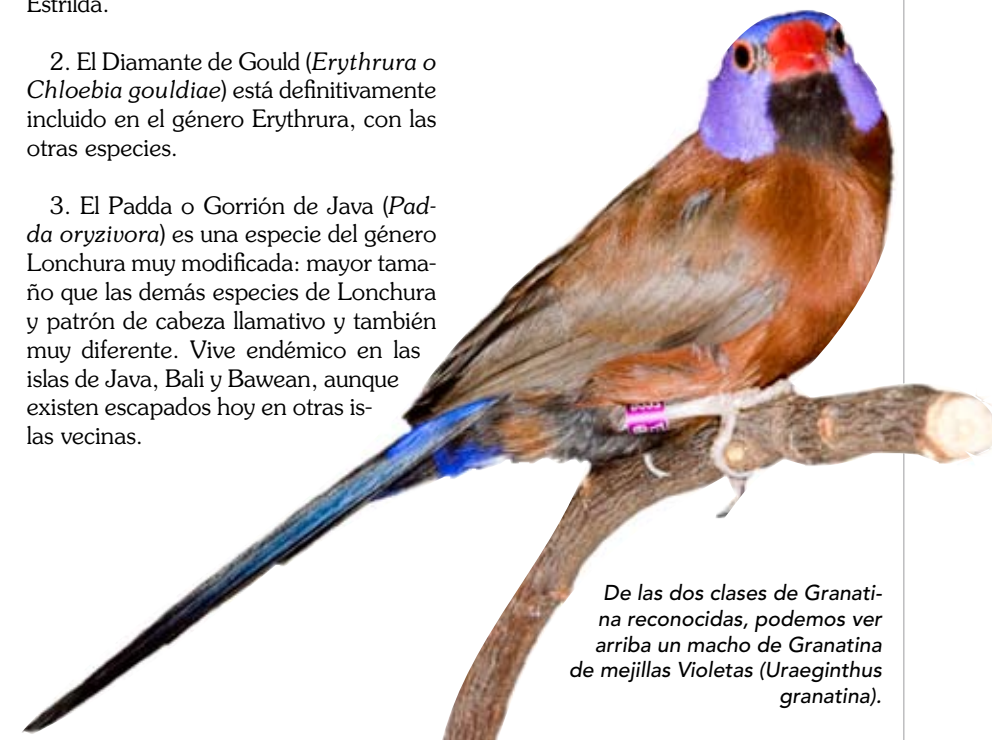 Estrilda.
2. El Diamante de Gould (Erythrura o
Chloebia gouldiae) está definitivamente
incluido en el género Erythrura, con las
otras especies.
3. El Padda o Gorrión de Java (Pad-
da oryzivora) es una especie del género
Lonchura muy modificada: mayor tama-
ño que las demás especies de Lonchura
y patrón de cabeza llamativo y también
muy diferente. Vive endémico en las
islas de Java, Bali y Bawean, aunque
existen escapados hoy en otras is-
las vecinas.
De las dos clases de Granati-
na reconocidas, podemos ver
arriba un macho de Granatina
de mejillas Violetas (Uraeginthus
granatina).